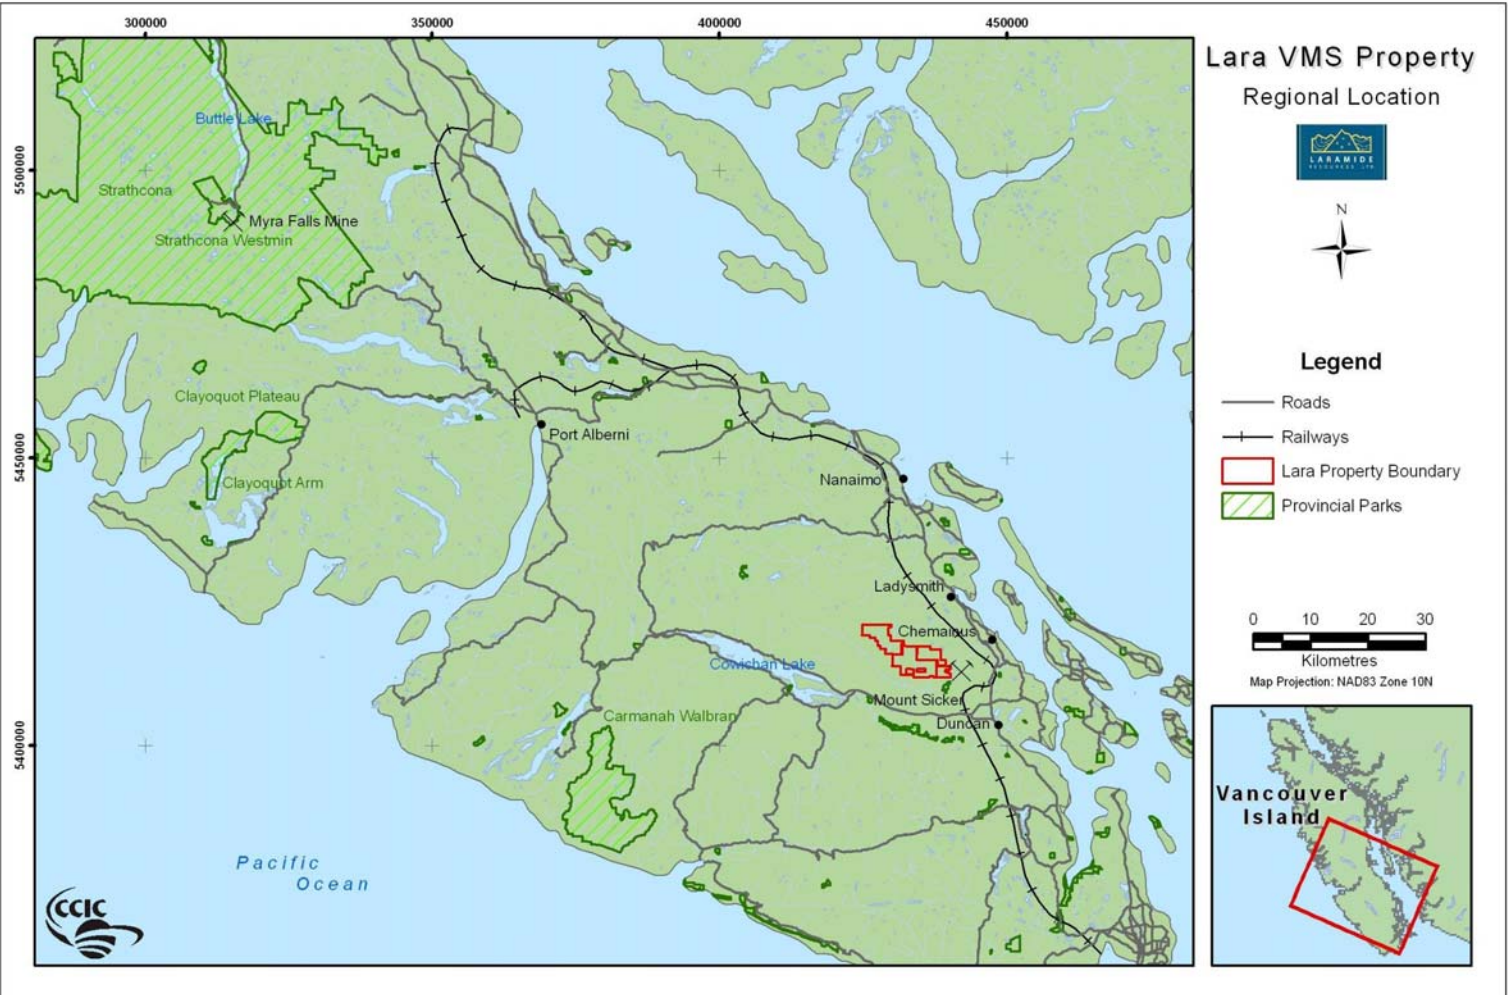 300000
350000
400000
450000
5500000
5450000
5400000
Buttle Lake
Strathcona
Myra Falls Mine
Strathcona Westmin
Clayoquot Plateau
Port Alberni
Clayoquot Arm
Nanaimo
Ladysmith
Chemainus
Cowichan Lake
Mount Sicker
Carmanah Walbran
Duncan
Pacific
Ocean
CCIC
Lara VMS Property
Regional Location
LARAMIDE
RESOURCES LTD.
N
Legend
Roads
Railways
Lara Property Boundary
Provincial Parks
0 10 20 30
Kilometres
Map Projection: NAD83 Zone 10N
Vancouver
Island